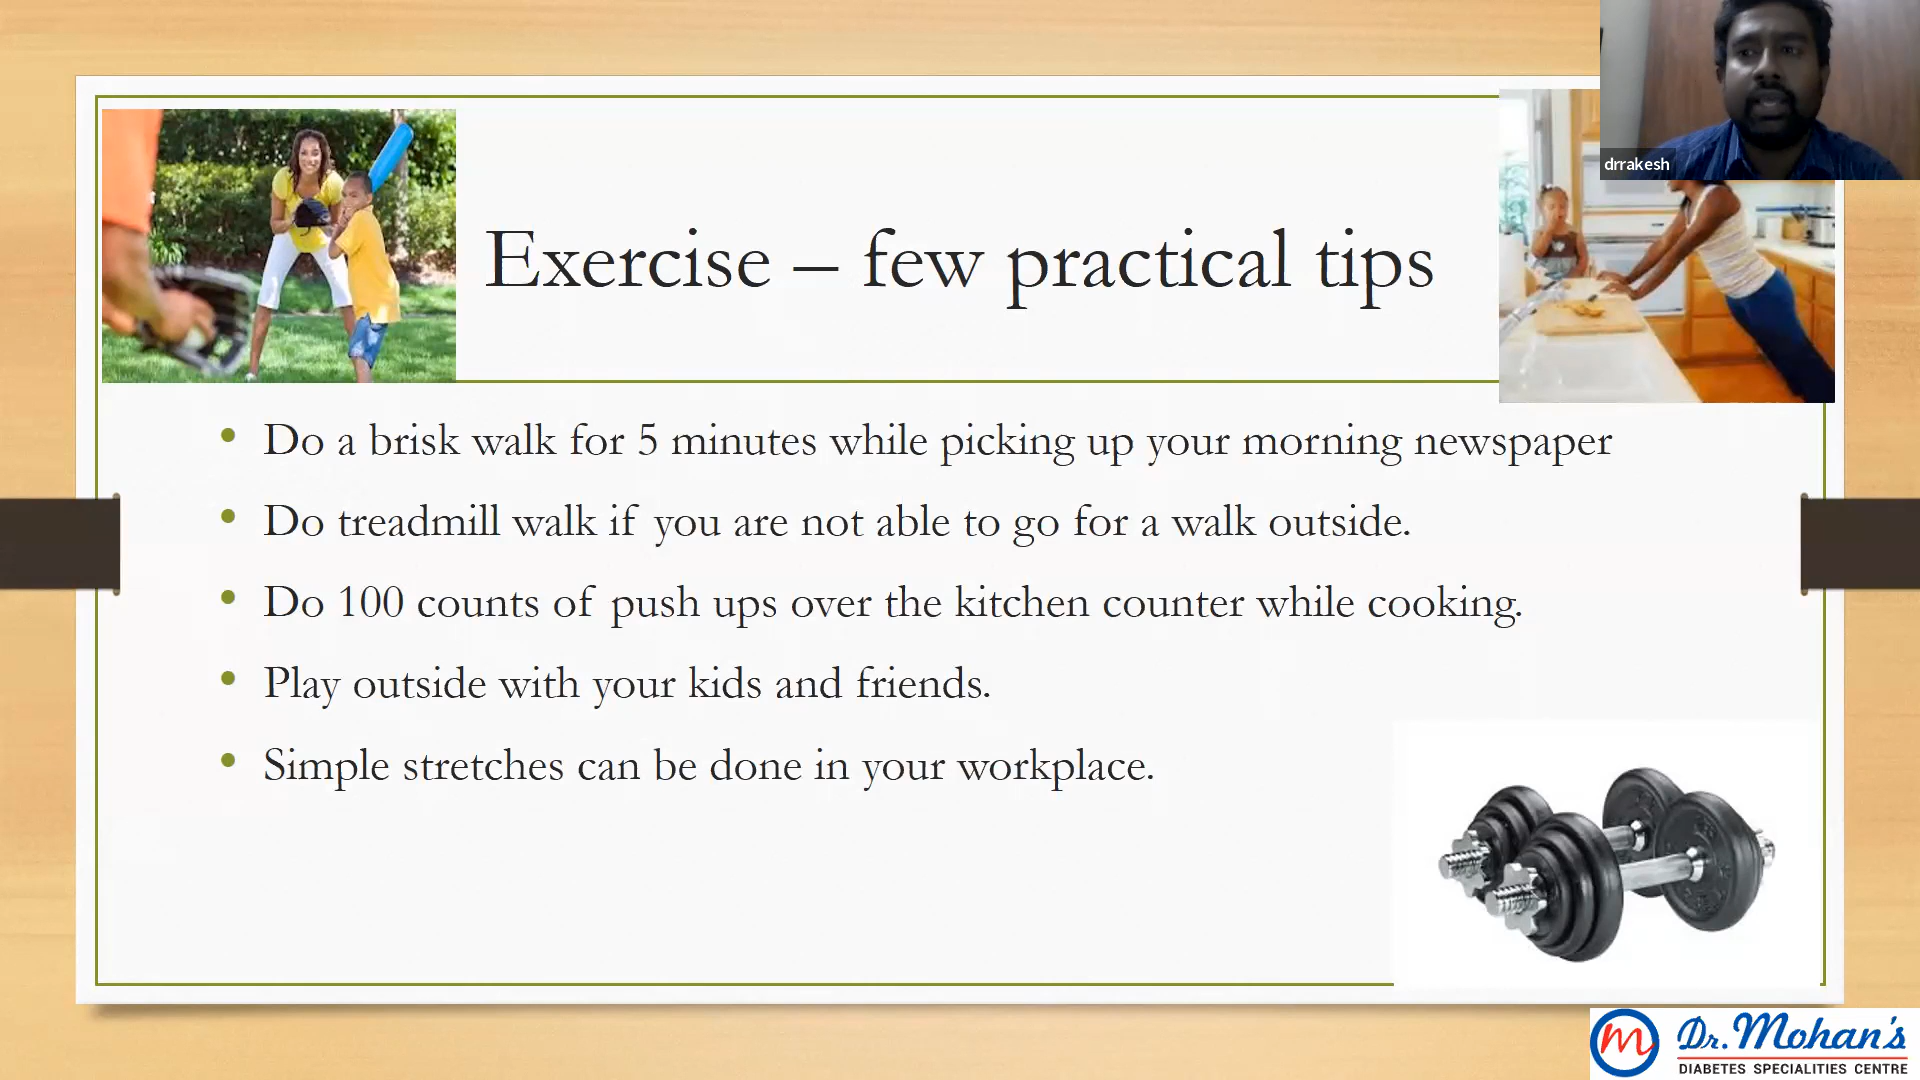 drrakesh
Exercise – few practical tips
• Do a brisk walk for 5 minutes while picking up your morning newspaper
• Do treadmill walk if you are not able to go for a walk outside.
• Do 100 counts of push ups over the kitchen counter while cooking.
• Play outside with your kids and friends.
• Simple stretches can be done in your workplace.
m
Dr. Mohan's
DIABETES SPECIALITIES CENTRE